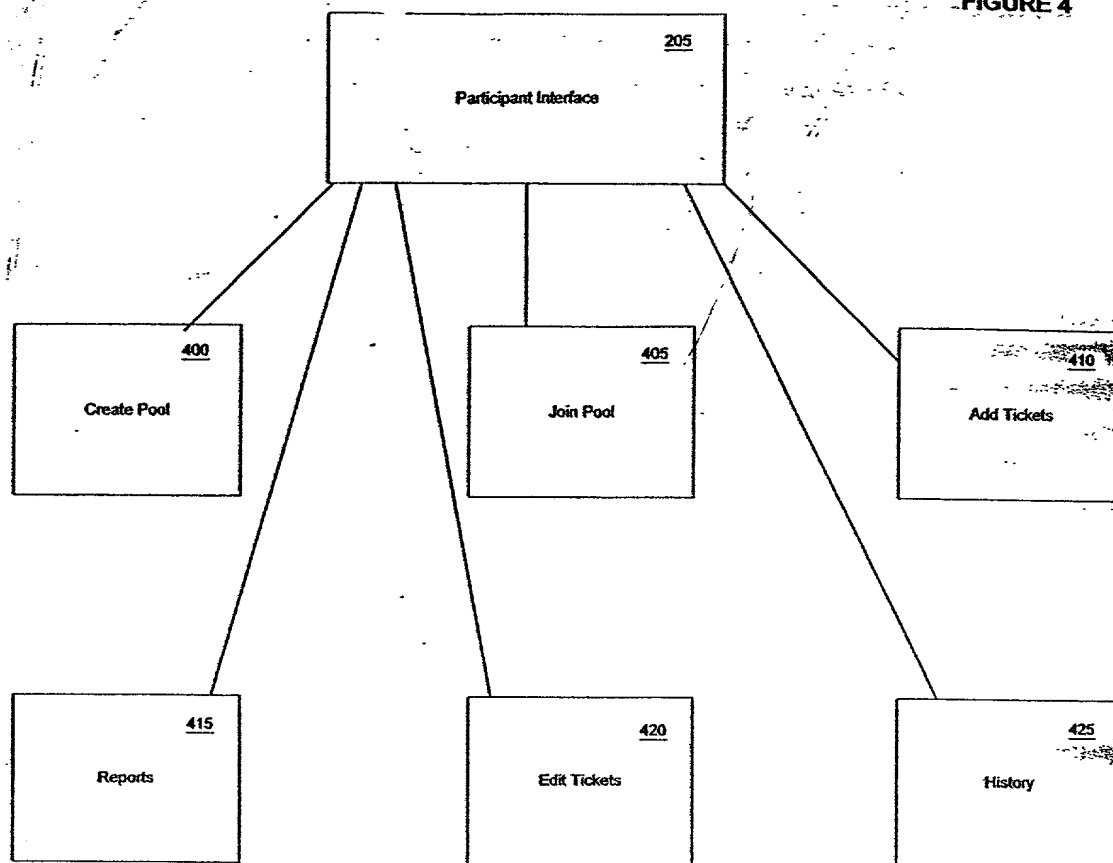 FIGURE 4
205
Participant Interface
400
Create Pool
405
Join Pool
410
Add Tickets
415
Reports
420
Edit Tickets
425
History